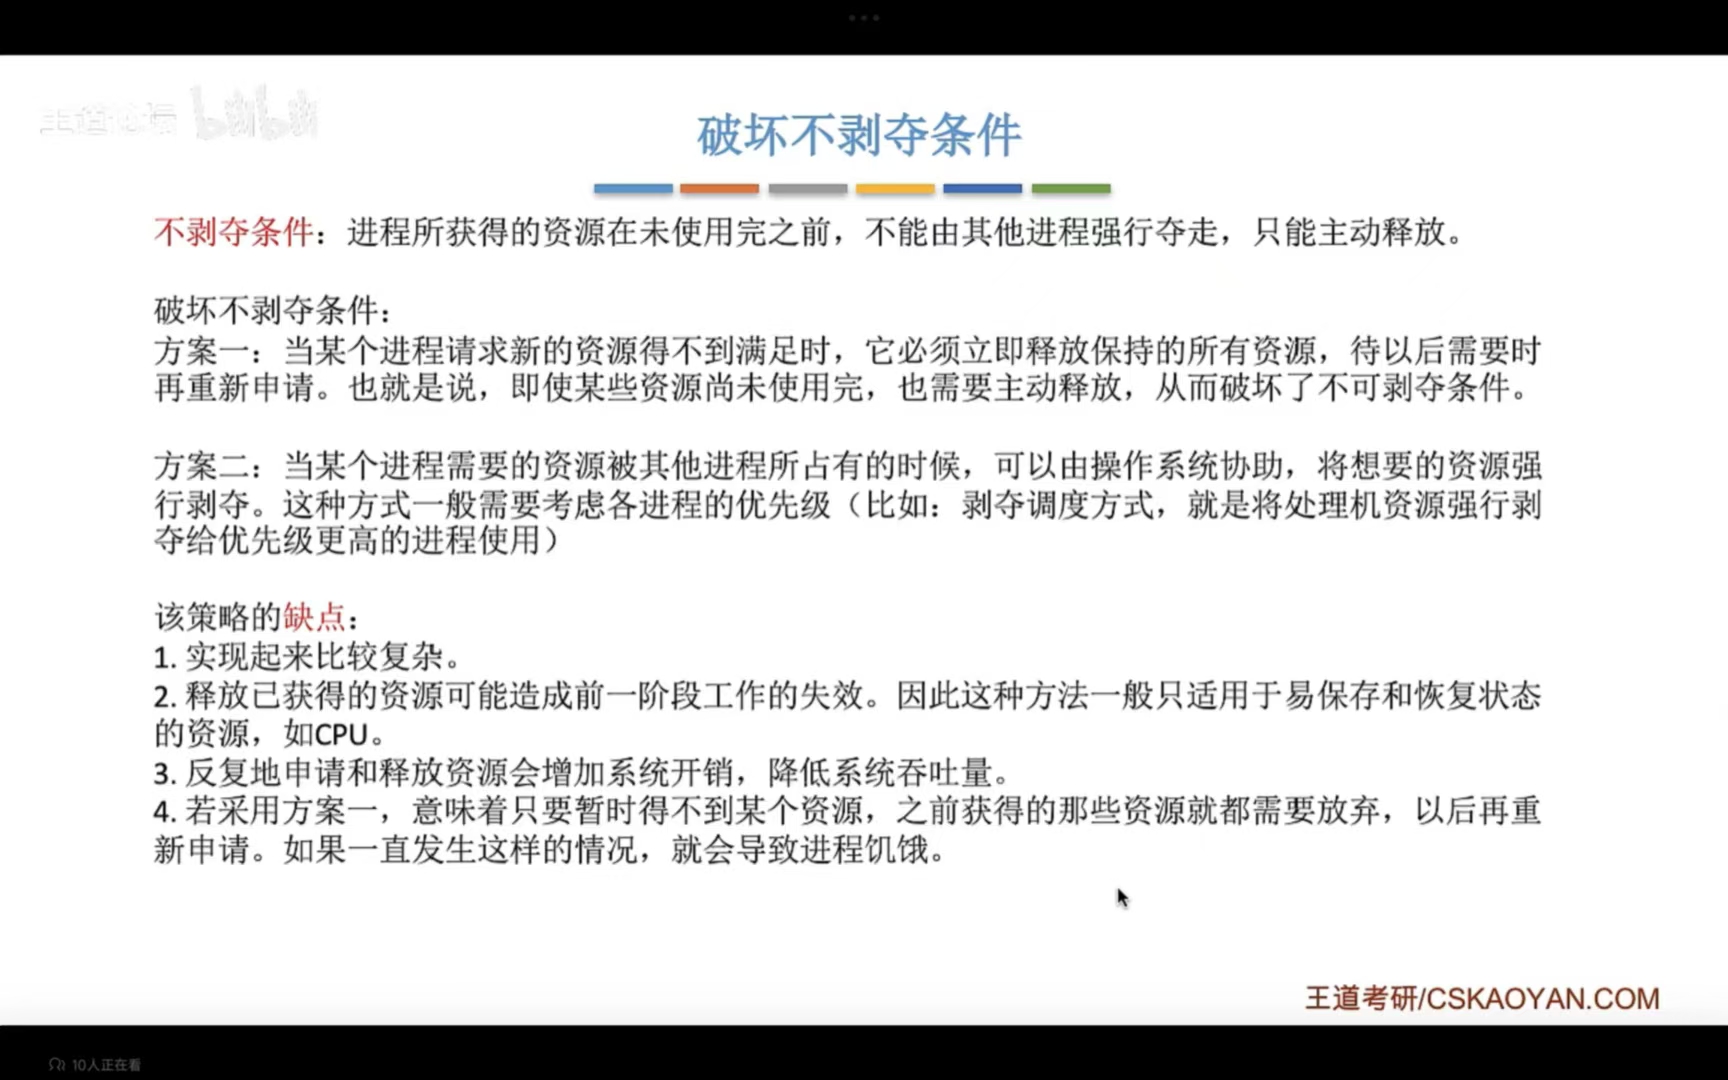 王道论坛 bilibili
破坏不剥夺条件
不剥夺条件：进程所获得的资源在未使用完之前，不能由其他进程强行夺走，只能主动释放。
破坏不剥夺条件：
方案一：当某个进程请求新的资源得不到满足时，它必须立即释放保持的所有资源，待以后需要时
再重新申请。也就是说，即使某些资源尚未使用完，也需要主动释放，从而破坏了不可剥夺条件。
方案二：当某个进程需要的资源被其他进程所占有的时候，可以由操作系统协助，将想要的资源强
行剥夺。这种方式一般需要考虑各进程的优先级（比如：剥夺调度方式，就是将处理机资源强行剥
夺给优先级更高的进程使用）
该策略的缺点：
1. 实现起来比较复杂。
2. 释放已获得的资源可能造成前一阶段工作的失效。因此这种方法一般只适用于易保存和恢复状态
的资源，如CPU。
3. 反复地申请和释放资源会增加系统开销，降低系统吞吐量。
4. 若采用方案一，意味着只要暂时得不到某个资源，之前获得的那些资源就都需要放弃，以后再重
新申请。如果一直发生这样的情况，就会导致进程饥饿。
王道考研/CSKAOYAN.COM
10人正在看